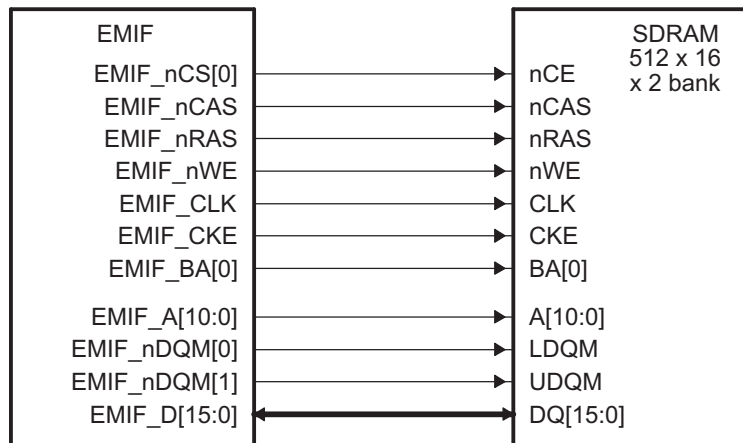 EMIF
SDRAM
512 x 16
x 2 bank
EMIF_nCS[0]
nCE
EMIF_nCAS
nCAS
EMIF_nRAS
nRAS
EMIF_nWE
nWE
EMIF_CLK
CLK
EMIF_CKE
CKE
EMIF_BA[0]
BA[0]
EMIF_A[10:0]
A[10:0]
EMIF_nDQM[0]
LDQM
EMIF_nDQM[1]
UDQM
EMIF_D[15:0]
DQ[15:0]